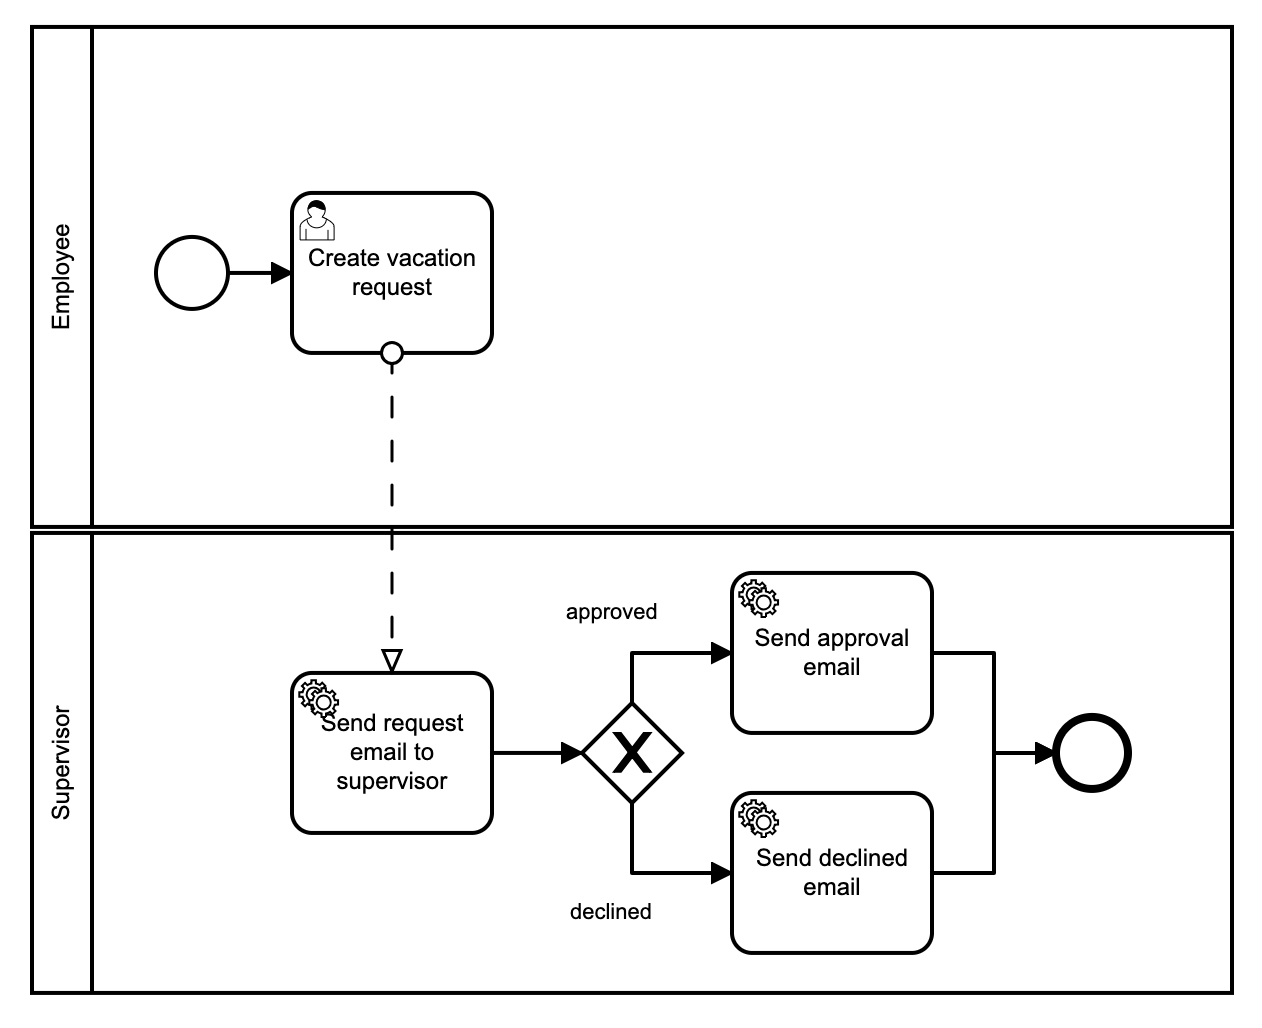 Employee
Create vacation
request
Supervisor
Send request
email to
supervisor
approved
declined
Send approval
email
Send declined
email